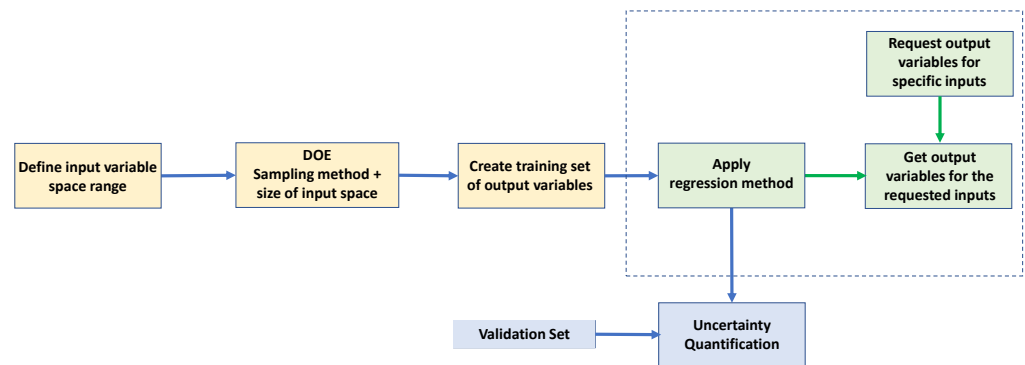 Request output
variables for
specific inputs
Define input variable
space range
DOE
Sampling method +
size of input space
Create training set
of output variables
Apply
regression method
Get output
variables for the
requested inputs
Validation Set
Uncertainty
Quantification